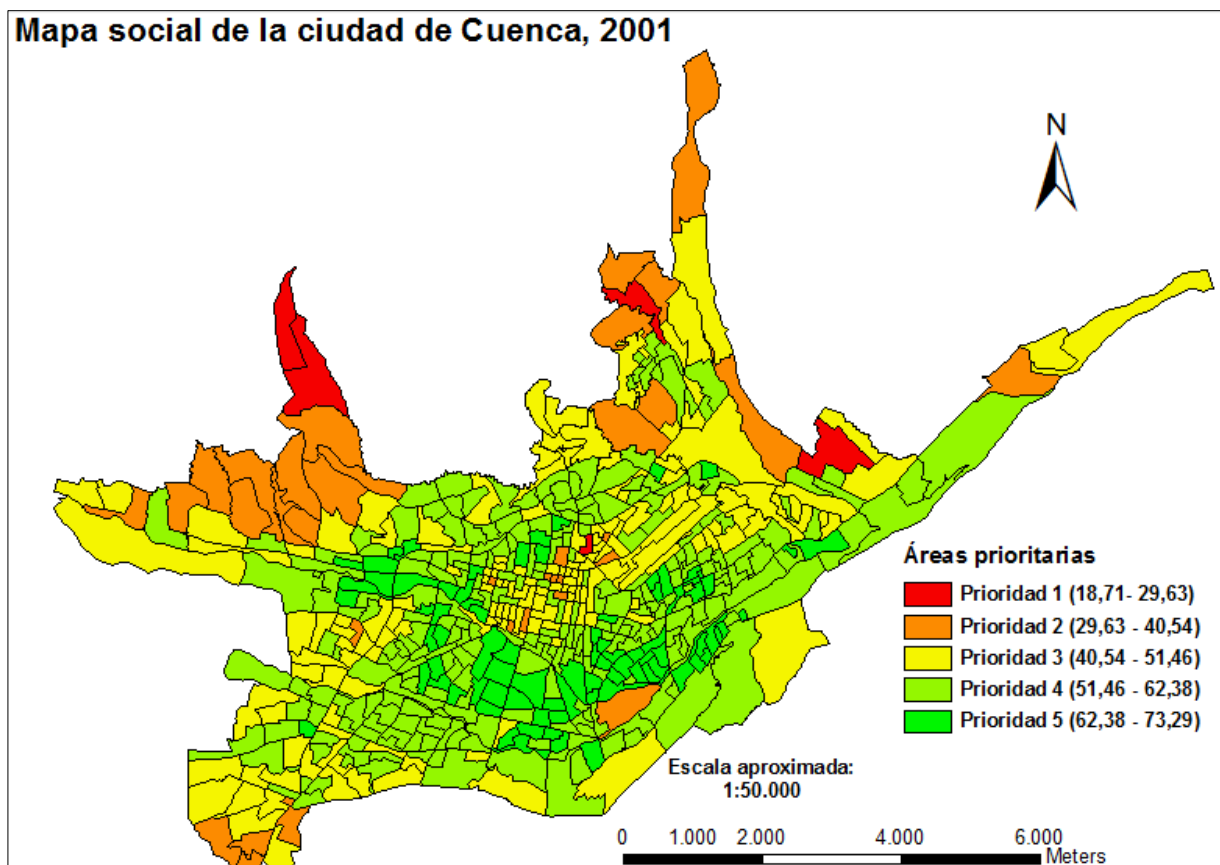 Mapa social de la ciudad de Cuenca, 2001
N
Áreas prioritarias
Prioridad 1 (18,71- 29,63)
Prioridad 2 (29,63 - 40,54)
Prioridad 3 (40,54 - 51,46)
Prioridad 4 (51,46 - 62,38)
Prioridad 5 (62,38 - 73,29)
Escala aproximada:
1:50.000
0 1.000 2.000 4.000 6.000
Meters